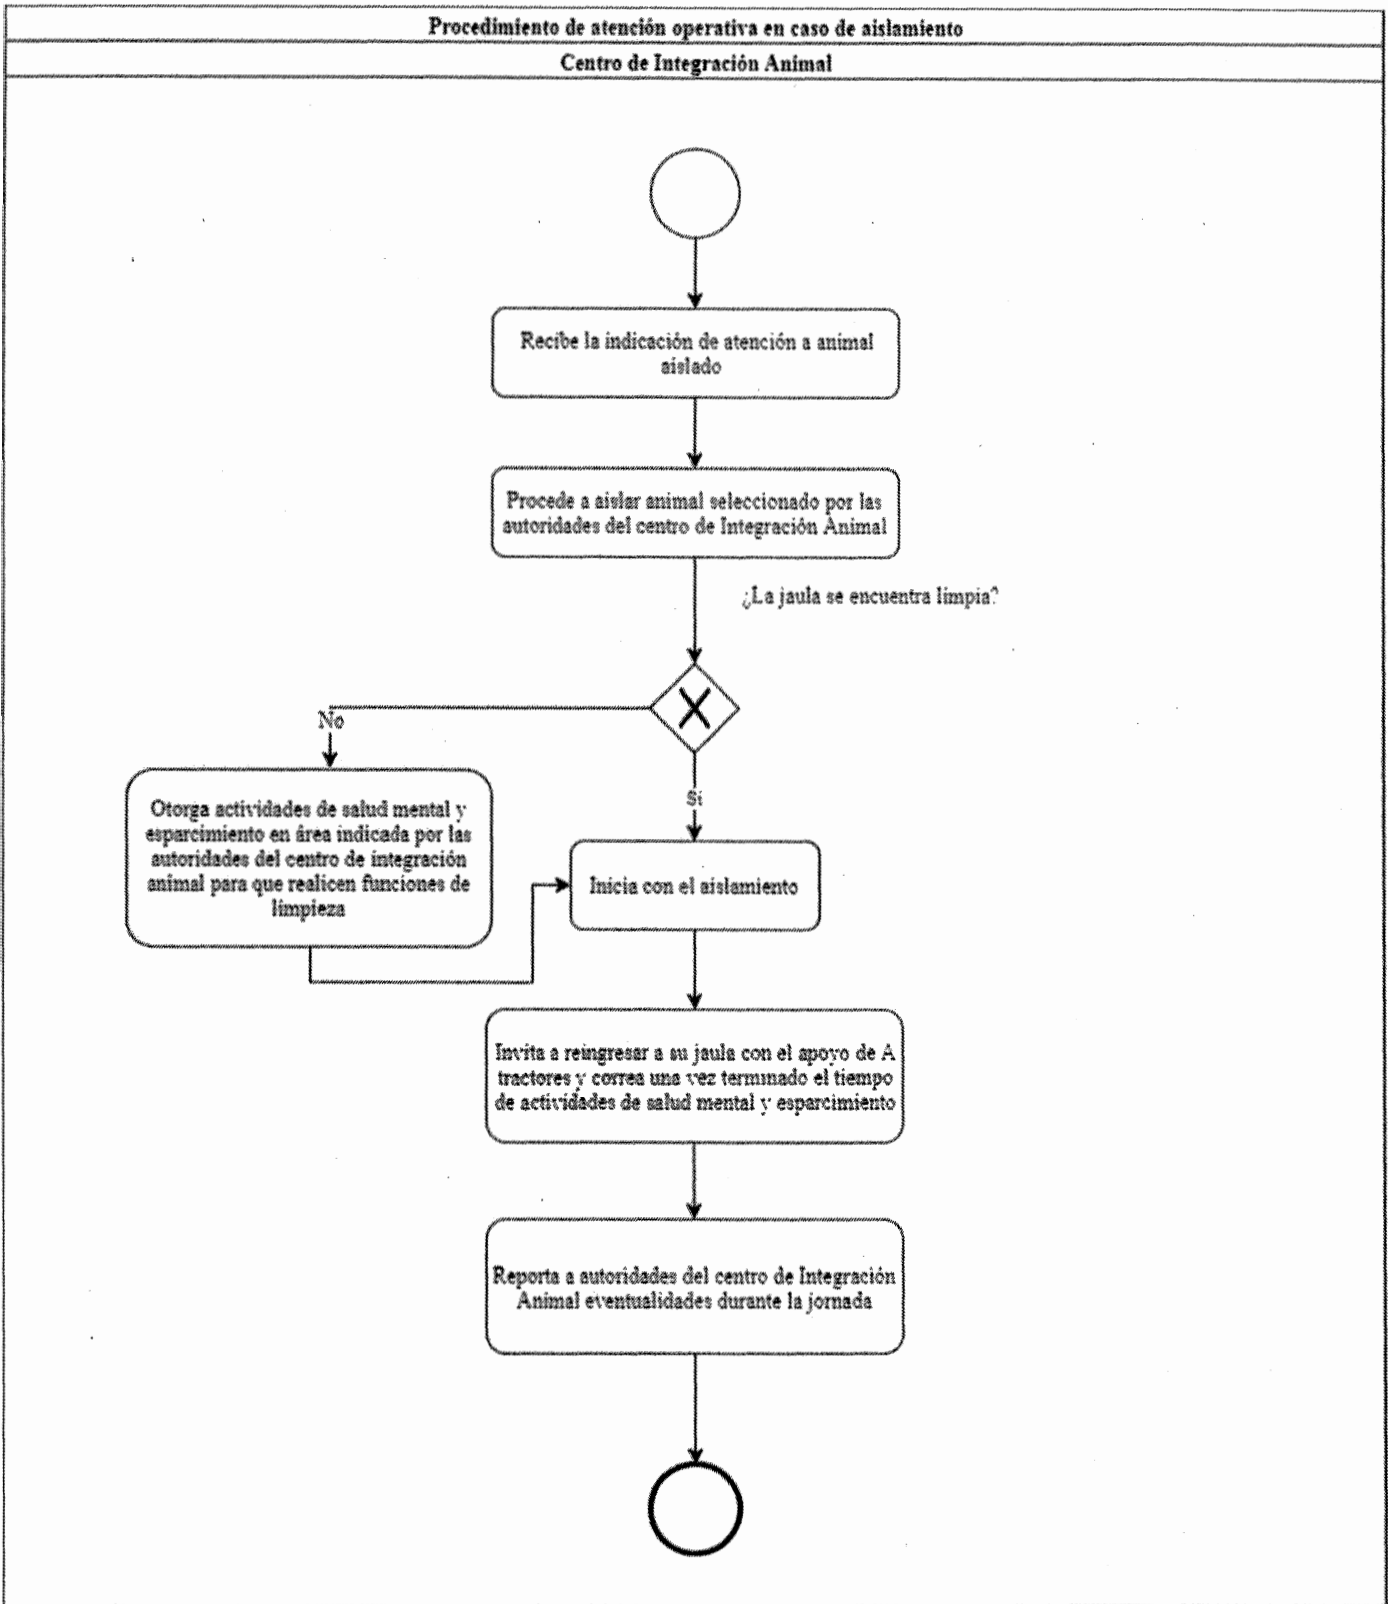 Procedimiento de atención operativa en caso de aislamiento
Centro de Integración Animal
Recibe la indicación de atención a animal
aislado
Procede a aislar animal seleccionado por las
autoridades del centro de Integración Animal
¿La jaula se encuentra limpia?
No
Sí
Otorga actividades de salud mental y
esparcimiento en área indicada por las
autoridades del centro de integración
animal para que realicen funciones de
limpieza
Inicia con el aislamiento
Invita a reingresar a su jaula con el apoyo de A
tractores y correa una vez terminado el tiempo
de actividades de salud mental y esparcimiento
Reporta a autoridades del centro de Integración
Animal eventualidades durante la jornada